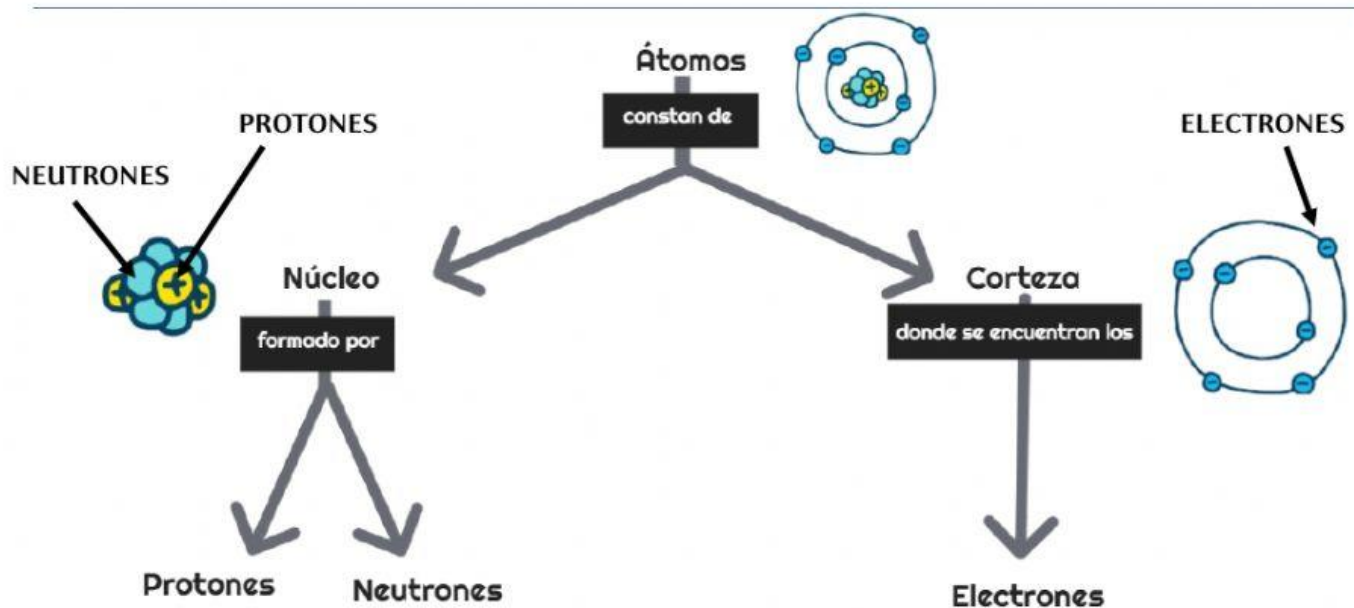 Átomos
constan de
PROTONES
NEUTRONES
ELECTRONES
Núcleo
formado por
Corteza
donde se encuentran los
Protones
Neutrones
Electrones